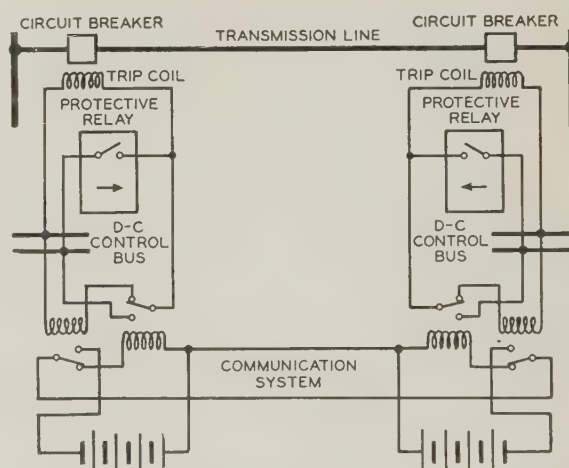 CIRCUIT BREAKER
TRANSMISSION LINE
CIRCUIT BREAKER
TRIP COIL
TRIP COIL
PROTECTIVE
RELAY
PROTECTIVE
RELAY
D-C
CONTROL
BUS
D-C
CONTROL
BUS
COMMUNICATION
SYSTEM